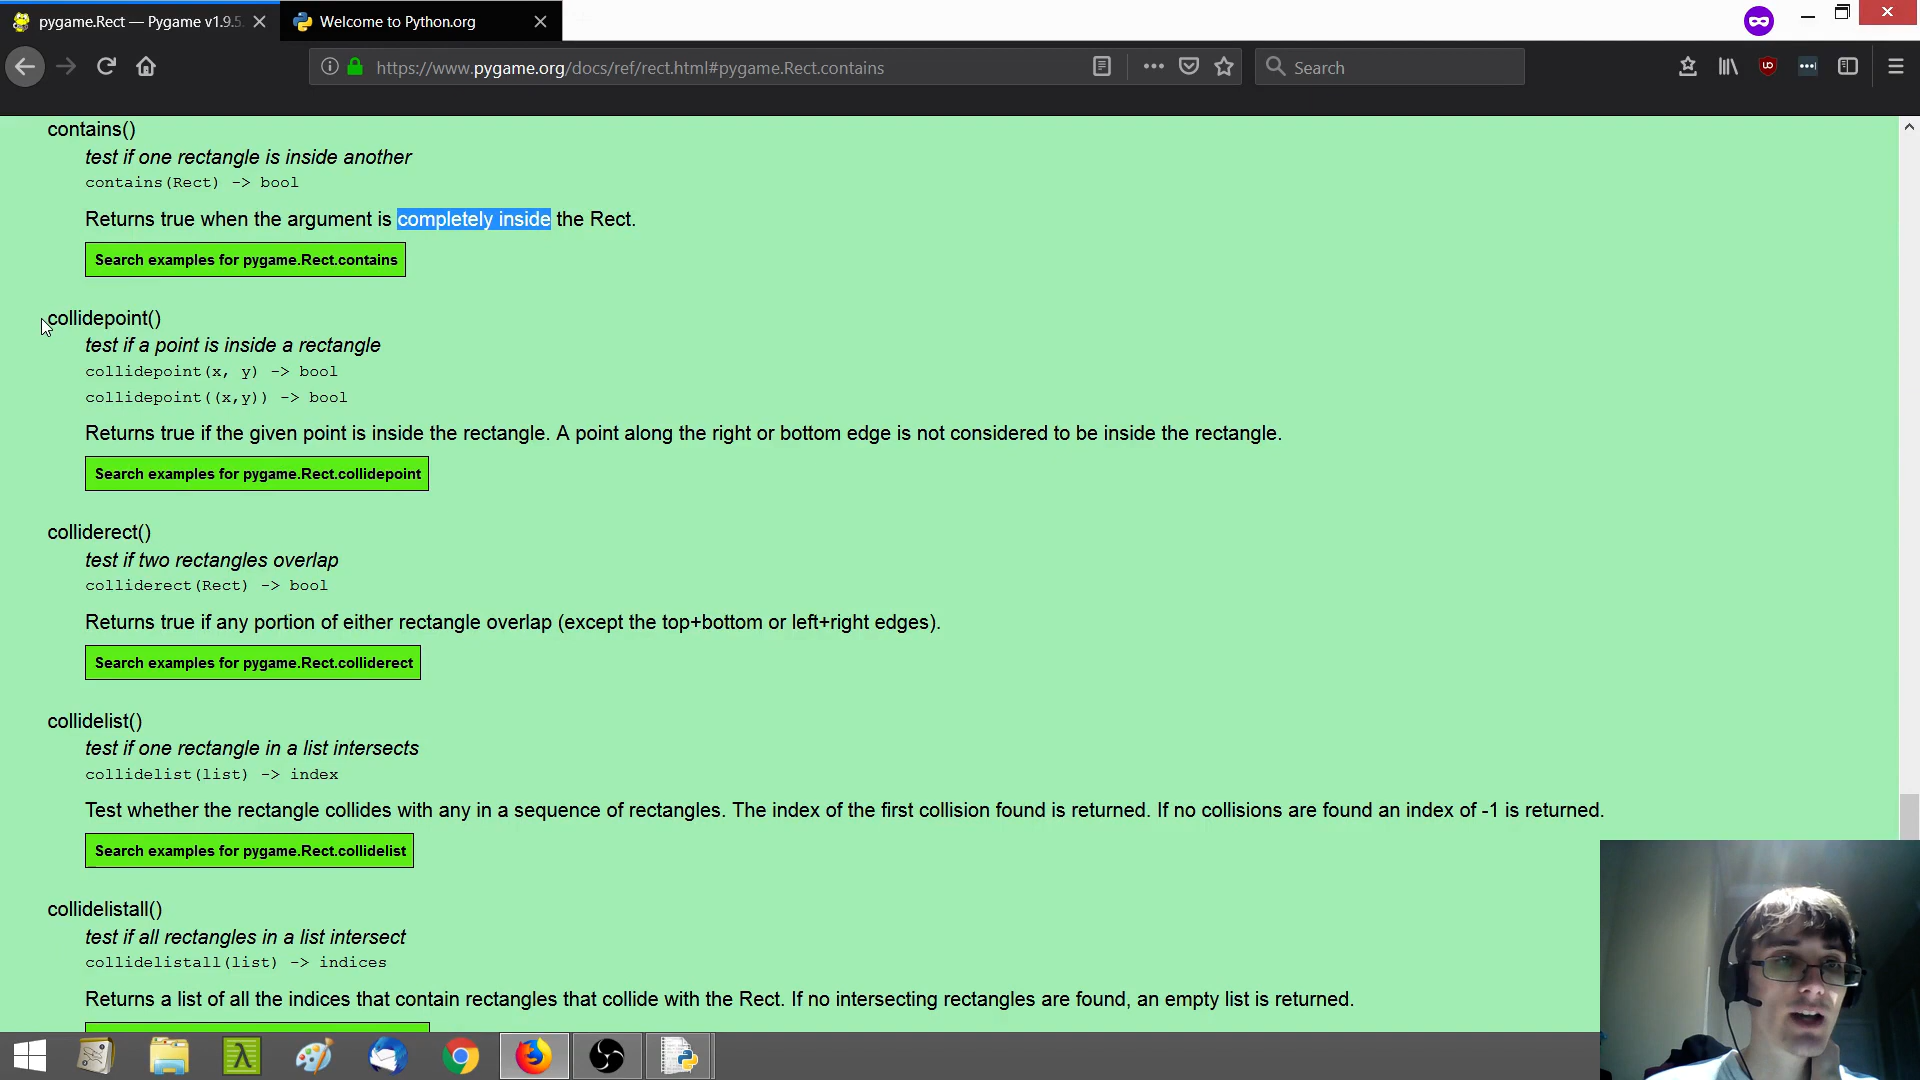 pygame.Rect — Pygame v1.9.5
Welcome to Python.org
https://www.pygame.org/docs/ref/rect.html#pygame.Rect.contains
Search
contains()
test if one rectangle is inside another
contains(Rect) -> bool
Returns true when the argument is completely inside the Rect.
Search examples for pygame.Rect.contains
collidepoint()
test if a point is inside a rectangle
collidepoint(x, y) -> bool
collidepoint((x,y)) -> bool
Returns true if the given point is inside the rectangle. A point along the right or bottom edge is not considered to be inside the rectangle.
Search examples for pygame.Rect.collidepoint
colliderect()
test if two rectangles overlap
colliderect(Rect) -> bool
Returns true if any portion of either rectangle overlap (except the top+bottom or left+right edges).
Search examples for pygame.Rect.colliderect
collidelist()
test if one rectangle in a list intersects
collidelist(list) -> index
Test whether the rectangle collides with any in a sequence of rectangles. The index of the first collision found is returned. If no collisions are found an index of -1 is returned.
Search examples for pygame.Rect.collidelist
collidelistall()
test if all rectangles in a list intersect
collidelistall(list) -> indices
Returns a list of all the indices that contain rectangles that collide with the Rect. If no intersecting rectangles are found, an empty list is returned.